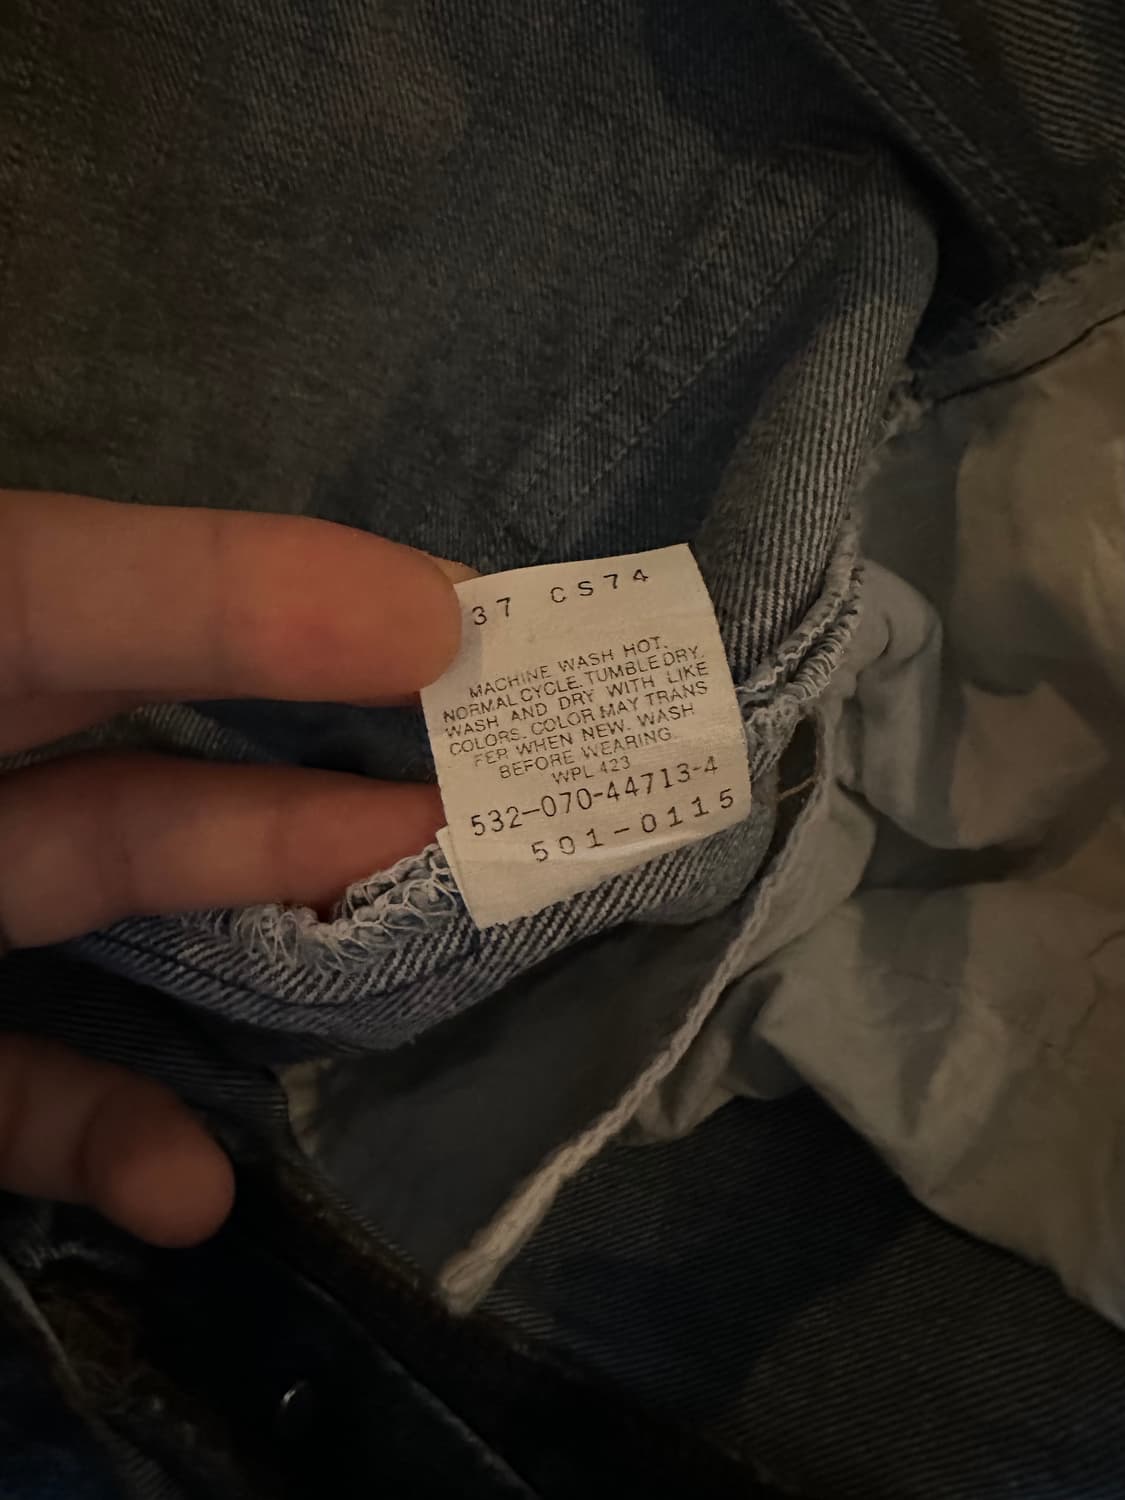 37 CS74
MACHINE WASH HOT.
NORMAL CYCLE. TUMBLE DRY.
WASH AND DRY WITH LIKE
COLORS. COLOR MAY TRANS
FER WHEN NEW. WASH
BEFORE WEARING.
WPL 423
532-070-44713-4
501-0115